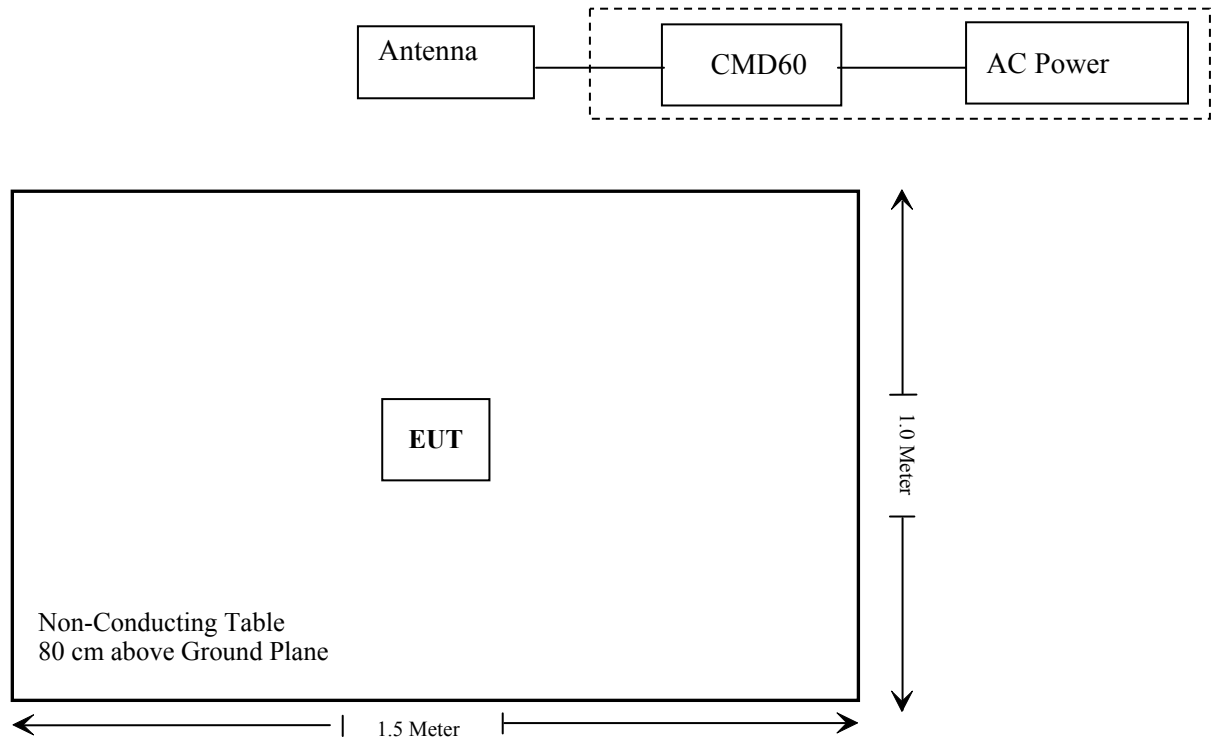 Antenna
CMD60
AC Power
EUT
1.0 Meter
Non-Conducting Table
80 cm above Ground Plane
1.5 Meter